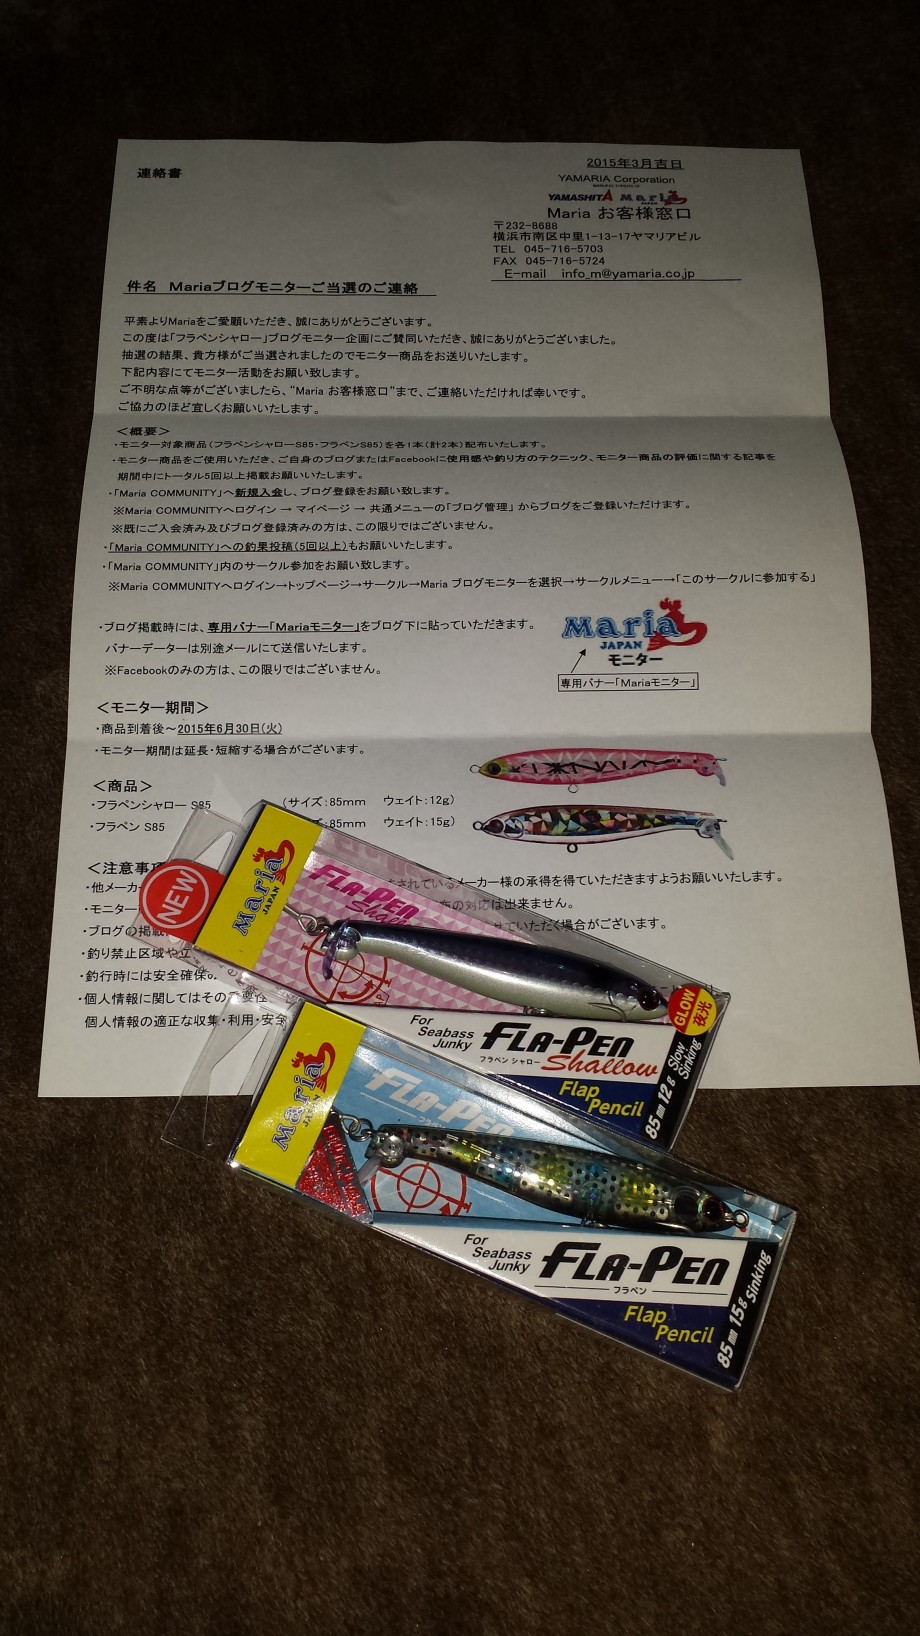 連絡書
2015年3月吉日
YAMARIA Corporation
YAMASHITA Maria JAPAN
Maria お客様窓口
〒232-8688
横浜市南区中里1-13-17ヤマリアビル
TEL 045-716-5703
FAX 045-716-5724
E-mail info_m@yamaria.co.jp
件名 Mariaブログモニターご当選のご連絡
平素よりMariaをご愛顧いただき、誠にありがとうございます。
この度は「フラペンシャロー」ブログモニター企画にご賛同いただき、誠にありがとうございました。
抽選の結果、貴方様がご当選されましたのでモニター商品をお送りいたします。
下記内容にてモニター活動をお願い致します。
ご不明な点等がございましたら、“Maria お客様窓口”まで、ご連絡いただければ幸いです。
ご協力のほど宜しくお願いいたします。
＜概要＞
・モニター対象商品（フラペンシャローS85・フラペンS85）を各1本（計2本）配布いたします。
・モニター商品をご使用いただき、ご自身のブログまたはFacebookに使用感や釣り方のテクニック、モニター商品の評価に関する記事を
期間中にトータル5回以上掲載お願いいたします。
・「Maria COMMUNITY」へ新規入会し、ブログ登録をお願い致します。
※Maria COMMUNITYへログイン → マイページ → 共通メニューの「ブログ管理」 からブログをご登録いただけます。
※既にご入会済み及びブログ登録済みの方は、この限りではございません。
・「Maria COMMUNITY」への釣果投稿（5回以上）もお願いいたします。
・「Maria COMMUNITY」内のサークル参加をお願い致します。
※Maria COMMUNITYへログイン→トップページ→サークル→Maria ブログモニターを選択→サークルメニュー→「このサークルに参加する」
・ブログ掲載時には、専用バナー「Mariaモニター」をブログ下に貼っていただきます。
バナーデーターは別途メールにて送信いたします。
※Facebookのみの方は、この限りではございません。
Maria
JAPAN
モニター
専用バナー「Mariaモニター」
＜モニター期間＞
・商品到着後～2015年6月30日(火)
・モニター期間は延長・短縮する場合がございます。
＜商品＞
・フラペンシャロー S85 （サイズ：85mm ウェイト：12g）
・フラペン S85 ：85mm ウェイト：15g）
＜注意事
・他メーカー されているメーカー様の承得を得ていただきますようお願いいたします。
・モニター 布の対応は出来ません。
・ブログの掲載 せていただく場合がございます。
・釣り禁止区域や立
・釣行時には安全確保
・個人情報に関してはその
個人情報の適正な収集・利用・安全
NEW
Maria
JAPAN
FLA-PEN
Shallow
GLOW
夜光
For
Seabass
Junky
FLA-PEN
フラペン シャロー Shallow
Flap
Pencil
85mm 12g Slow Sinking
Maria
JAPAN
FLA-PEN
For
Seabass
Junky
FLA-PEN
フラペン
Flap
Pencil
85mm 15g Sinking